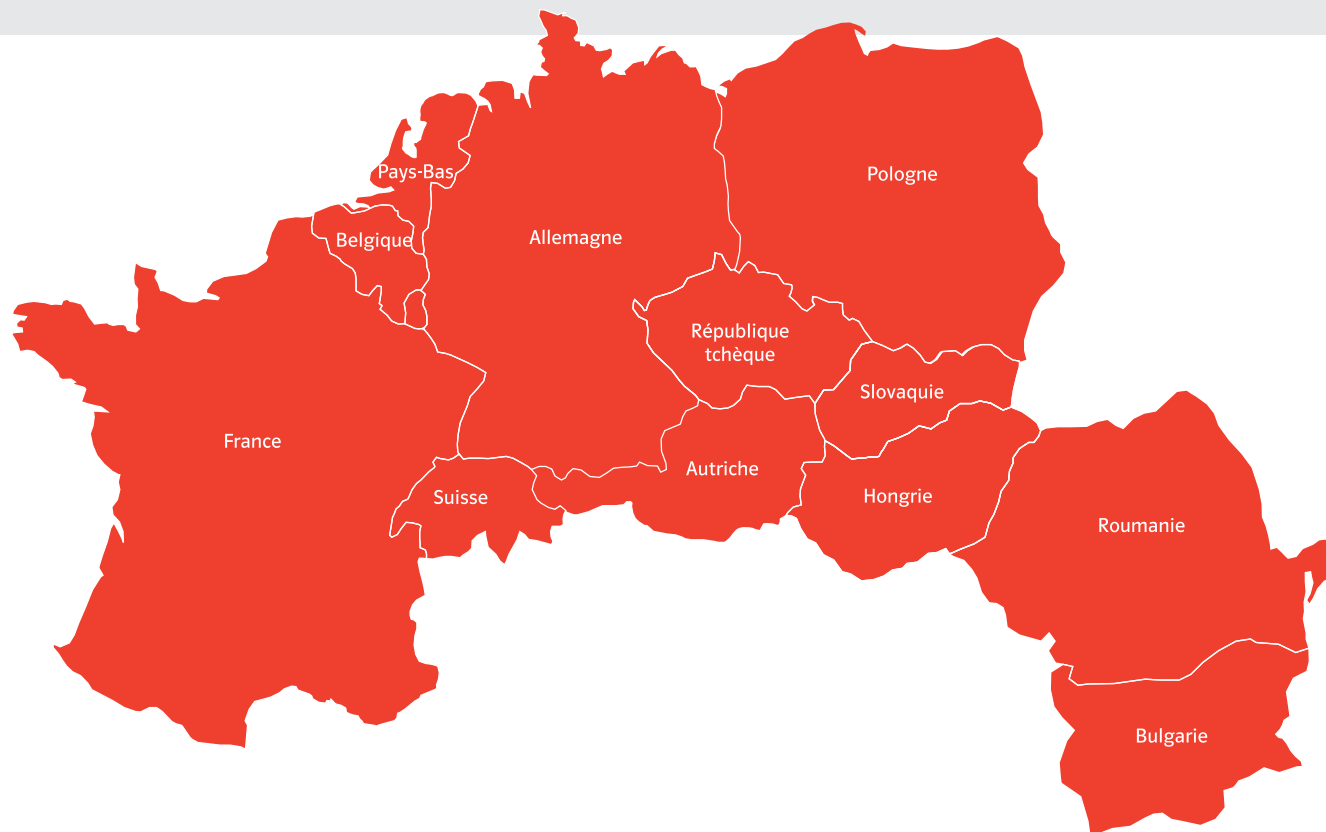 Pays-Bas
Pologne
Belgique
Allemagne
République
tchèque
Slovaquie
France
Autriche
Suisse
Hongrie
Roumanie
Bulgarie